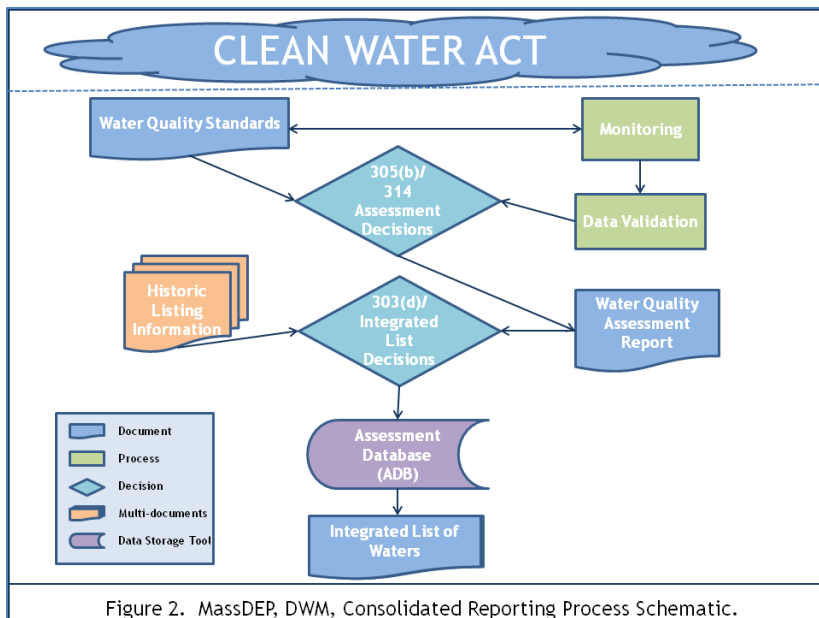 CLEAN WATER ACT
Water Quality Standards
Monitoring
305(b)/
314
Assessment
Decisions
Data Validation
Historic
Listing
Information
303(d)/
Integrated
List
Decisions
Water Quality
Assessment
Report
Document
Process
Decision
Multi-documents
Data Storage Tool
Assessment
Database
(ADB)
Integrated List of
Waters
Figure 2. MassDEP, DWM, Consolidated Reporting Process Schematic.